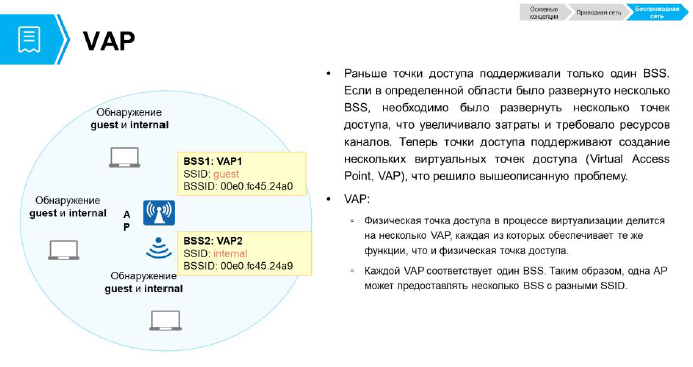 Основные
концепции
Проводная сеть
Беспроводная
сеть
VAP
Обнаружение
guest и internal
BSS1: VAP1
SSID: guest
BSSID: 00e0.fc45.24a0
Обнаружение
guest и internal
A
P
BSS2: VAP2
SSID: internal
BSSID: 00e0.fc45.24a9
Обнаружение
guest и internal
• Раньше точки доступа поддерживали только один BSS.
Если в определенной области было развернуто несколько
BSS, необходимо было развернуть несколько точек
доступа, что увеличивало затраты и требовало ресурсов
каналов. Теперь точки доступа поддерживают создание
нескольких виртуальных точек доступа (Virtual Access
Point, VAP), что решило вышеописанную проблему.
• VAP:
▫ Физическая точка доступа в процессе виртуализации делится
на несколько VAP, каждая из которых обеспечивает те же
функции, что и физическая точка доступа.
▫ Каждой VAP соответствует один BSS. Таким образом, одна AP
может предоставлять несколько BSS с разными SSID.